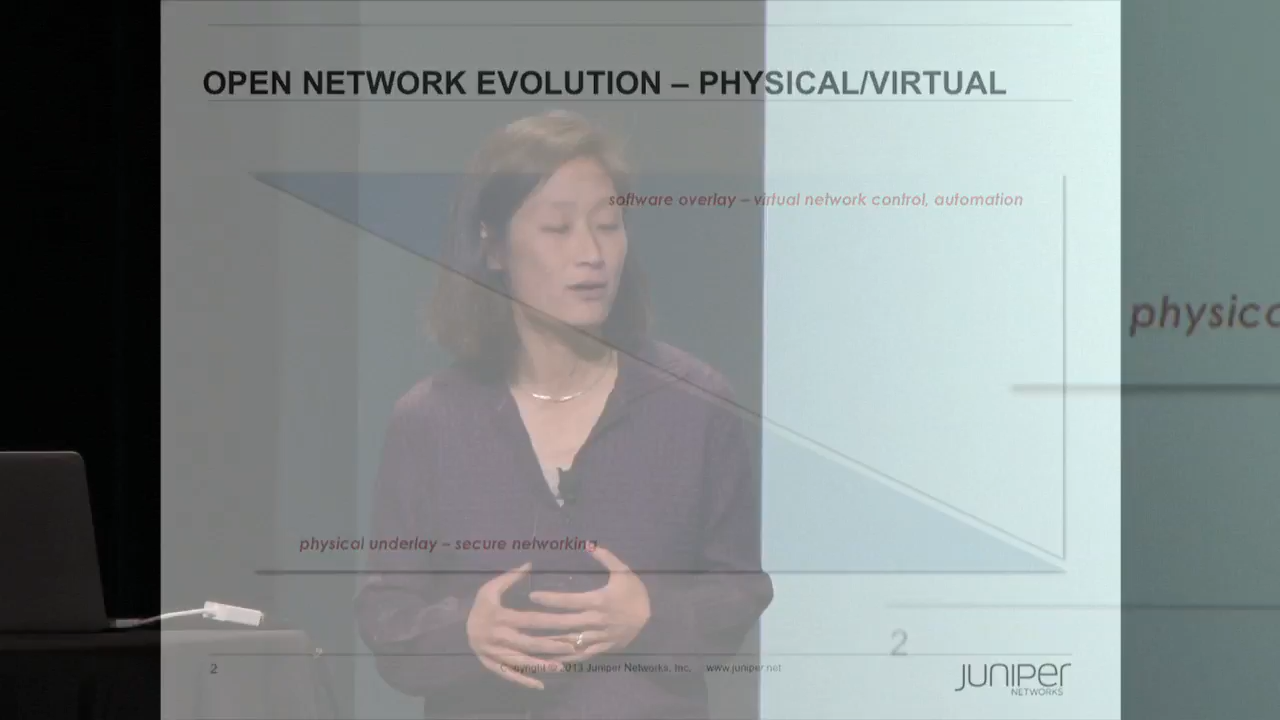 OPEN NETWORK EVOLUTION – PHYSICAL/VIRTUAL
software overlay – virtual network control, automation
physical underlay – secure networking
2
2
Copyright © 2013 Juniper Networks, Inc. www.juniper.net
JUNIPER
NETWORKS